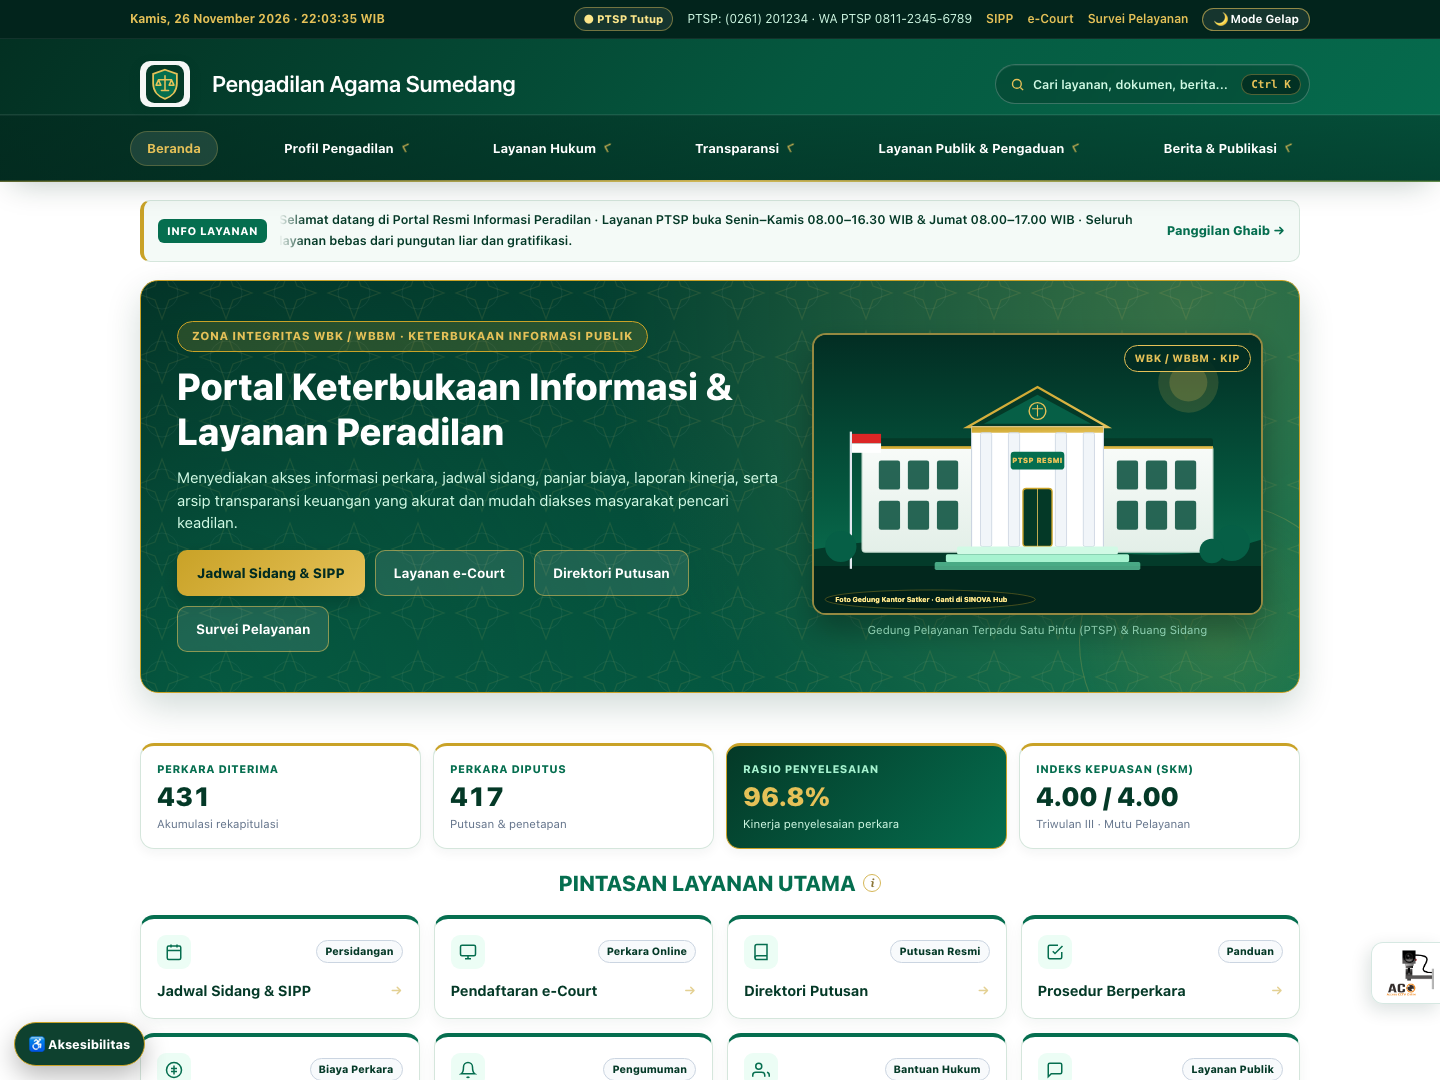 Kamis, 26 November 2026 · 22:03:35 WIB
PTSP Tutup
PTSP: (0261) 201234 · WA PTSP 0811-2345-6789
SIPP
e-Court
Survei Pelayanan
🌙 Mode Gelap
Pengadilan Agama Sumedang
Cari layanan, dokumen, berita...
Ctrl K
Beranda
Profil Pengadilan
Layanan Hukum
Transparansi
Layanan Publik & Pengaduan
Berita & Publikasi
INFO LAYANAN
Selamat datang di Portal Resmi Informasi Peradilan · Layanan PTSP buka Senin–Kamis 08.00–16.30 WIB & Jumat 08.00–17.00 WIB · Seluruh
layanan bebas dari pungutan liar dan gratifikasi.
Panggilan Ghaib →
ZONA INTEGRITAS WBK / WBBM · KETERBUKAAN INFORMASI PUBLIK
Portal Keterbukaan Informasi &
Layanan Peradilan
Menyediakan akses informasi perkara, jadwal sidang, panjar biaya, laporan kinerja, serta
arsip transparansi keuangan yang akurat dan mudah diakses masyarakat pencari
keadilan.
Jadwal Sidang & SIPP
Layanan e-Court
Direktori Putusan
Survei Pelayanan
WBK / WBBM · KIP
PTSP RESMI
Foto Gedung Kantor Satker · Ganti di SINOVA Hub
Gedung Pelayanan Terpadu Satu Pintu (PTSP) & Ruang Sidang
PERKARA DITERIMA
431
Akumulasi rekapitulasi
PERKARA DIPUTUS
417
Putusan & penetapan
RASIO PENYELESAIAN
96.8%
Kinerja penyelesaian perkara
INDEKS KEPUASAN (SKM)
4.00 / 4.00
Triwulan III · Mutu Pelayanan
PINTASAN LAYANAN UTAMA
i
Persidangan
Jadwal Sidang & SIPP
→
Perkara Online
Pendaftaran e-Court
→
Putusan Resmi
Direktori Putusan
→
Panduan
Prosedur Berperkara
→
ACO
♿ Aksesibilitas
Biaya Perkara
Pengumuman
Bantuan Hukum
Layanan Publik